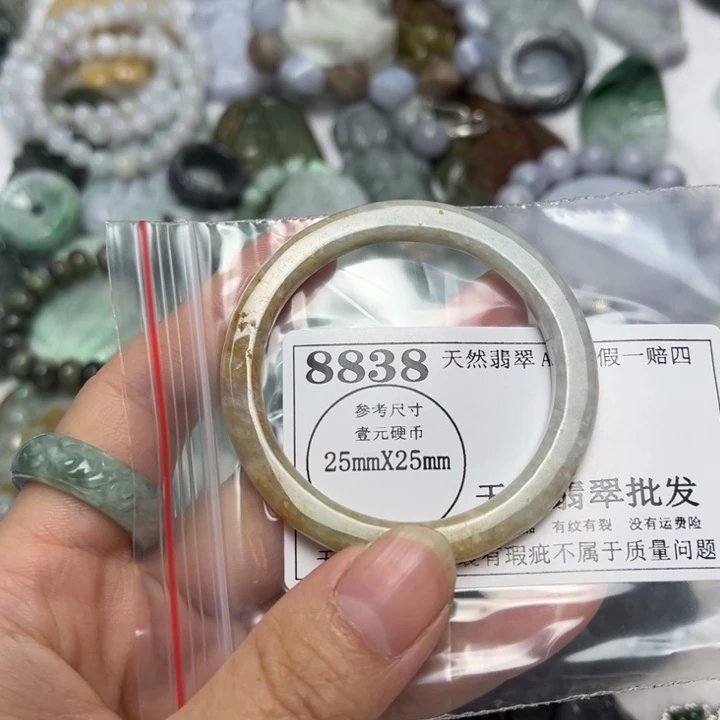 8838 天然翡翠 A 假一赔四
参考尺寸
壹元硬币
25mmX25mm
翡翠批发
有纹有裂 没有运费险
有瑕疵不属于质量问题